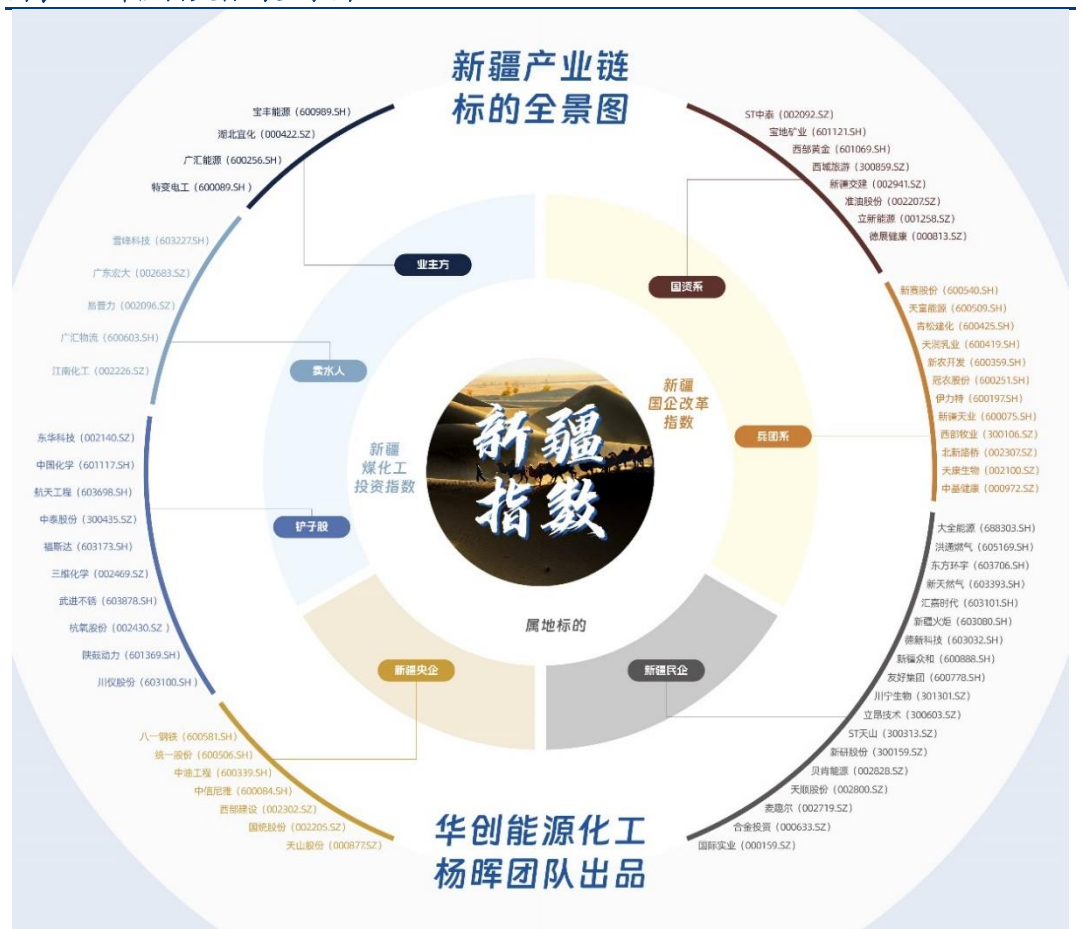 新疆产业链
标的全景图
宝丰能源 (600989.SH)
湖北宜化 (000422.SZ)
广汇能源 (600256.SH)
特变电工 (600089.SH )
业主方
雪峰科技 (603227.SH)
广东宏大 (002683.SZ)
易普力 (002096.SZ)
广汇物流 (600603.SH)
江南化工 (002226.SZ)
卖水人
东华科技 (002140.SZ)
中国化学 (601117.SH)
航天工程 (603698.SH)
中泰股份 (300435.SZ)
福斯达 (603173.SH)
三维化学 (002469.SZ)
武进不锈 (603878.SH)
杭氧股份 (002430.SZ )
陕鼓动力 (601369.SH)
川仪股份 (603100.SH )
铲子股
新疆
煤化工
投资指数
八一钢铁 (600581.SH)
统一股份 (600506.SH)
中油工程 (600339.SH)
中信尼雅 (600084.SH)
西部建设 (002302.SZ)
国统股份 (002205.SZ)
天山股份 (000877.SZ)
新疆央企
新疆
指数
属地标的
ST中泰 (002092.SZ)
宝地矿业 (601121.SH)
西部黄金 (601069.SH)
西域旅游 (300859.SZ)
新疆交建 (002941.SZ)
准油股份 (002207.SZ)
立新能源 (001258.SZ)
德展健康 (000813.SZ)
国资系
新疆
国企改革
指数
新赛股份 (600540.SH)
天富能源 (600509.SH)
青松建化 (600425.SH)
天润乳业 (600419.SH)
新农开发 (600359.SH)
冠农股份 (600251.SH)
伊力特 (600197.SH)
新疆天业 (600075.SH)
西部牧业 (300106.SZ)
北新路桥 (002307.SZ)
天康生物 (002100.SZ)
中基健康 (000972.SZ)
兵团系
大全能源 (688303.SH)
洪通燃气 (605169.SH)
东方环宇 (603706.SH)
新天然气 (603393.SH)
汇嘉时代 (603101.SH)
新疆火炬 (603080.SH)
德新科技 (603032.SH)
新疆众和 (600888.SH)
友好集团 (600778.SH)
川宁生物 (301301.SZ)
立昂技术 (300603.SZ)
ST天山 (300313.SZ)
新研股份 (300159.SZ)
贝肯能源 (002828.SZ)
天顺股份 (002800.SZ)
麦趣尔 (002719.SZ)
合金投资 (000633.SZ)
国际实业 (000159.SZ)
新疆民企
华创能源化工
杨晖团队出品